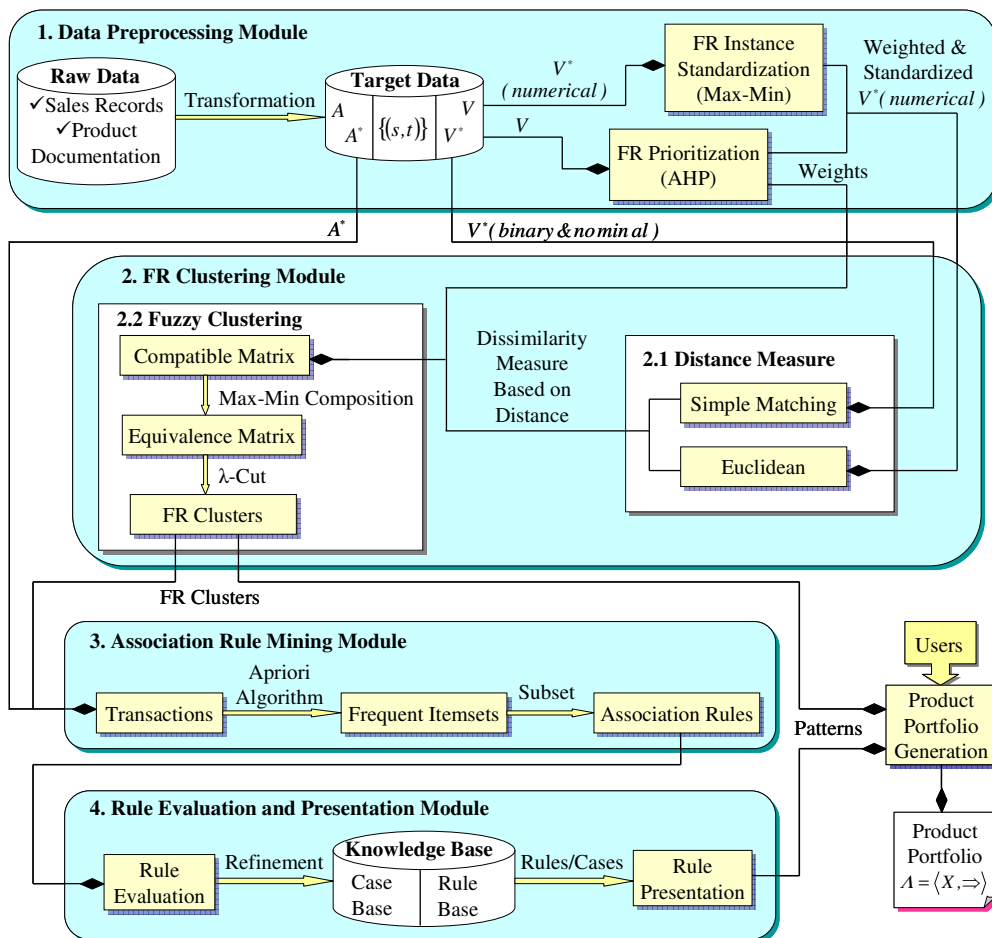 1. Data Preprocessing Module
Raw Data
✓Sales Records
✓Product
Documentation
Transformation
Target Data
A
A*
{(s,t)}
V
V*
V*
(numerical)
V
FR Instance
Standardization
(Max-Min)
FR Prioritization
(AHP)
Weighted &
Standardized
V*(numerical)
Weights
A*
V*(binary&nominal)
2. FR Clustering Module
2.2 Fuzzy Clustering
Compatible Matrix
Max-Min Composition
Equivalence Matrix
λ-Cut
FR Clusters
Dissimilarity
Measure
Based on
Distance
2.1 Distance Measure
Simple Matching
Euclidean
FR Clusters
3. Association Rule Mining Module
Transactions
Apriori
Algorithm
Frequent Itemsets
Subset
Association Rules
Users
Product
Portfolio
Generation
Patterns
4. Rule Evaluation and Presentation Module
Rule
Evaluation
Refinement
Knowledge Base
Case
Base
Rule
Base
Rules/Cases
Rule
Presentation
Product
Portfolio
Λ = ⟨X,⇒⟩